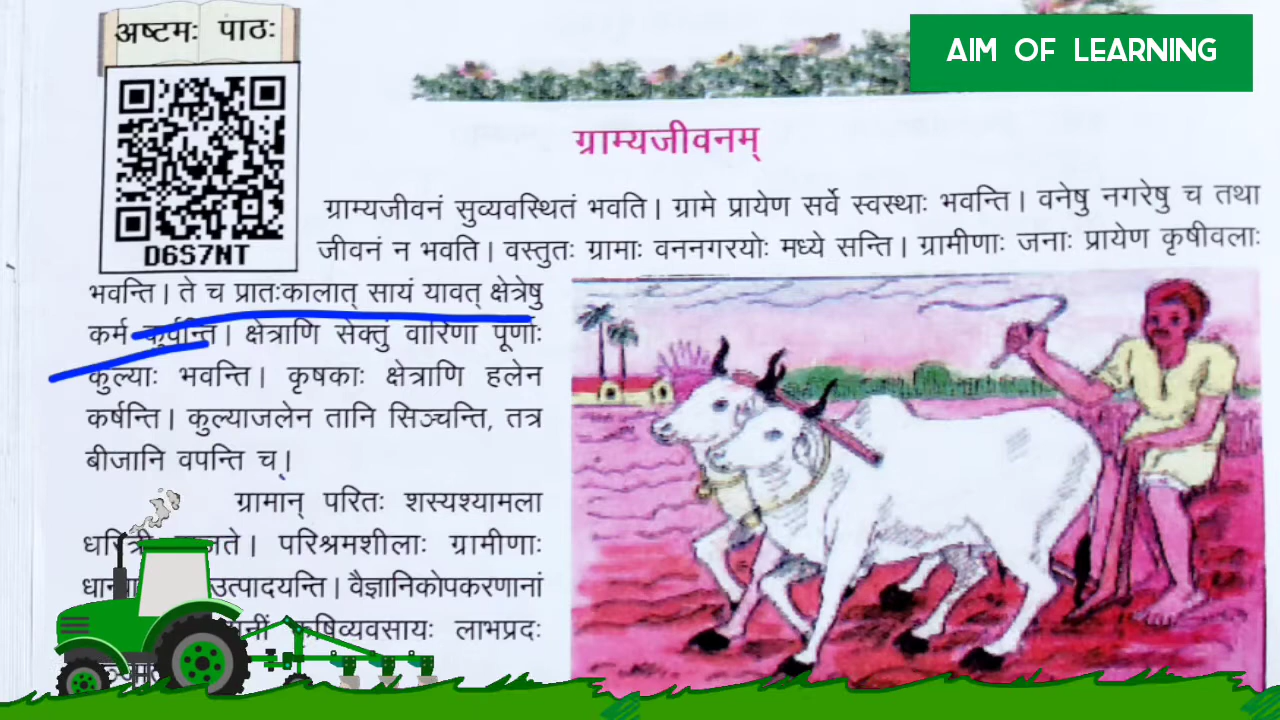 अष्टमः पाठः
AIM OF LEARNING
D6S7NT
ग्राम्यजीवनम्
ग्राम्यजीवनं सुव्यवस्थितं भवति। ग्रामे प्रायेण सर्वे स्वस्थाः भवन्ति। वनेषु नगरेषु च तथा
जीवनं न भवति। वस्तुतः ग्रामाः वननगरयोः मध्ये सन्ति। ग्रामीणाः जनाः प्रायेण कृषीवलाः
भवन्ति। ते च प्रातःकालात् सायं यावत् क्षेत्रेषु
कर्म कुर्वन्ति। क्षेत्राणि सेक्तुं वारिणा पूर्णाः
कुल्याः भवन्ति। कृषकाः क्षेत्राणि हलेन
कर्षन्ति। कुल्याजलेन तानि सिञ्चन्ति, तत्र
बीजानि वपन्ति च।
ग्रामान् परितः शस्यश्यामला
परिश्रमशीलाः ग्रामीणाः
उत्पादयन्ति। वैज्ञानिकोपकरणानां
कृषिव्यवसायः लाभप्रदः